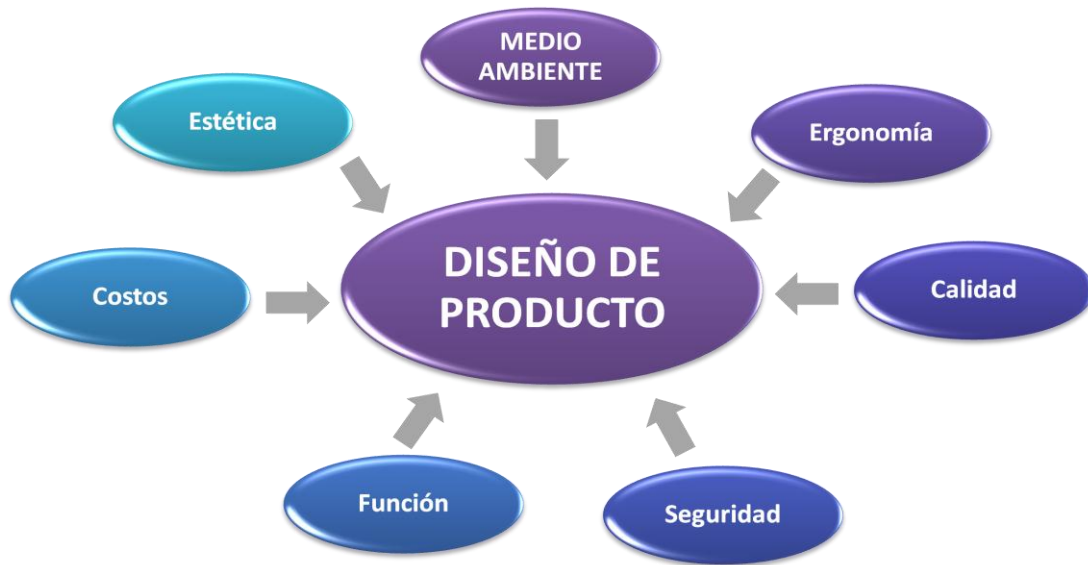 MEDIO
AMBIENTE
Estética
Ergonomía
DISEÑO DE
PRODUCTO
Costos
Calidad
Función
Seguridad